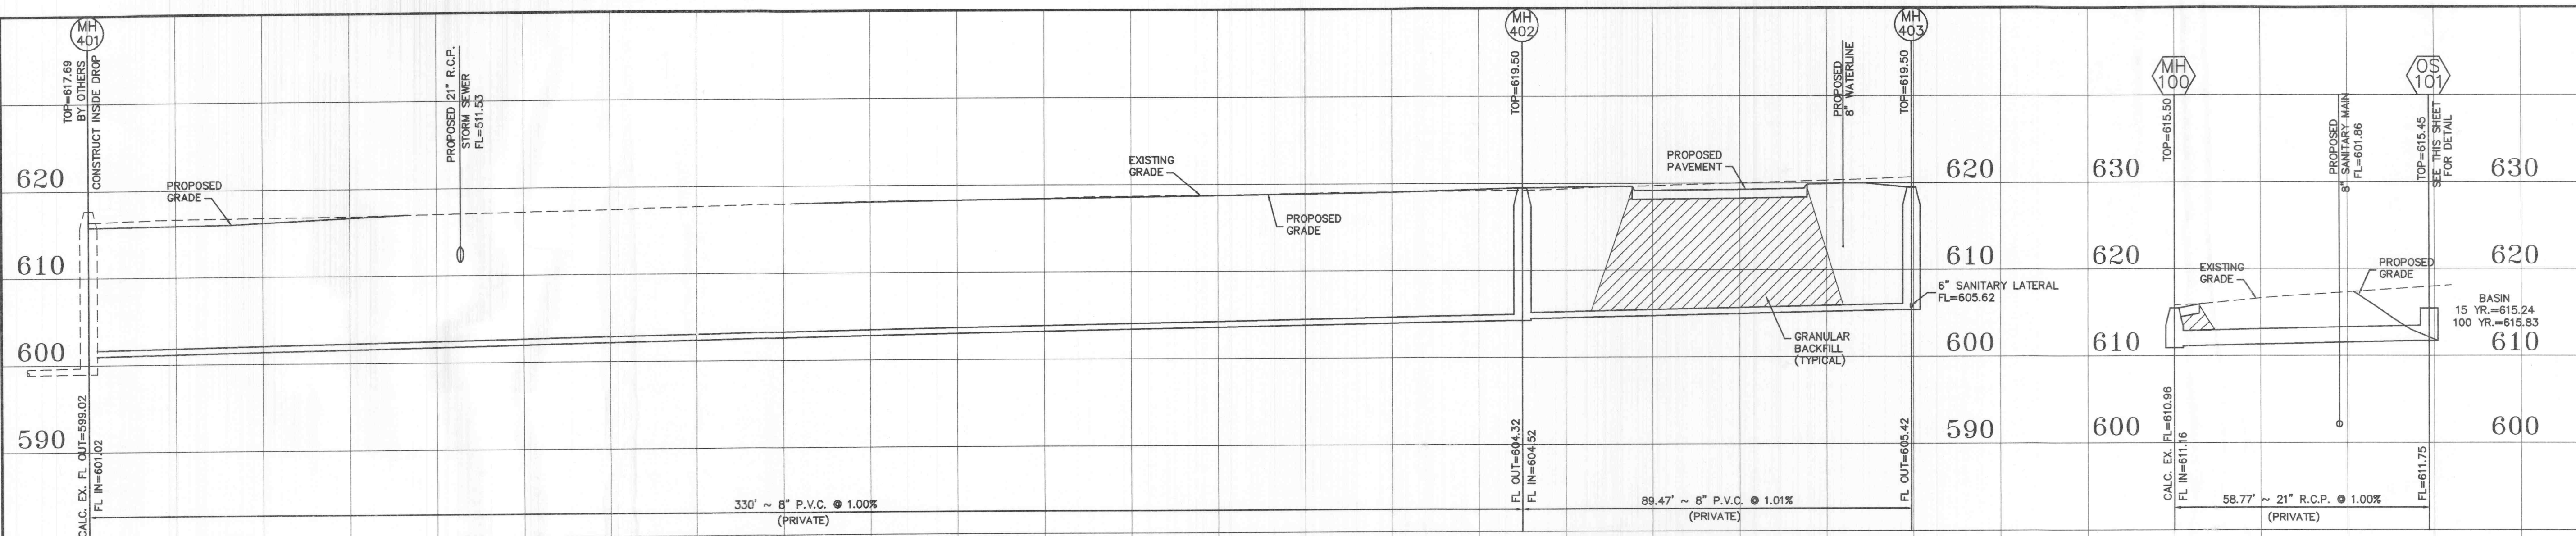 MH
401
TOP=617.69
BY OTHERS
CONSTRUCT INSIDE DROP
PROPOSED 21" R.C.P.
STORM SEWER
FL=511.53
MH
402
TOP=619.50
PROPOSED
8" WATERLINE
MH
403
TOP=619.50
MH
100
TOP=615.50
PROPOSED
8" SANITARY MAIN
FL=601.86
OS
101
TOP=615.45
SEE THIS SHEET
FOR DETAIL
620
610
600
590
PROPOSED
GRADE
EXISTING
GRADE
PROPOSED
GRADE
PROPOSED
PAVEMENT
GRANULAR
BACKFILL
(TYPICAL)
6" SANITARY LATERAL
FL=605.62
620
610
600
590
630
620
610
600
EXISTING
GRADE
PROPOSED
GRADE
BASIN
15 YR.=615.24
100 YR.=615.83
630
620
610
600
CALC. EX. FL OUT=599.02
FL IN=601.02
330' ~ 8" P.V.C. @ 1.00%
(PRIVATE)
FL OUT=604.32
FL IN=604.52
89.47' ~ 8" P.V.C. @ 1.01%
(PRIVATE)
FL OUT=605.42
CALC. EX. FL=610.96
FL IN=611.16
58.77' ~ 21" R.C.P. @ 1.00%
(PRIVATE)
FL=611.75